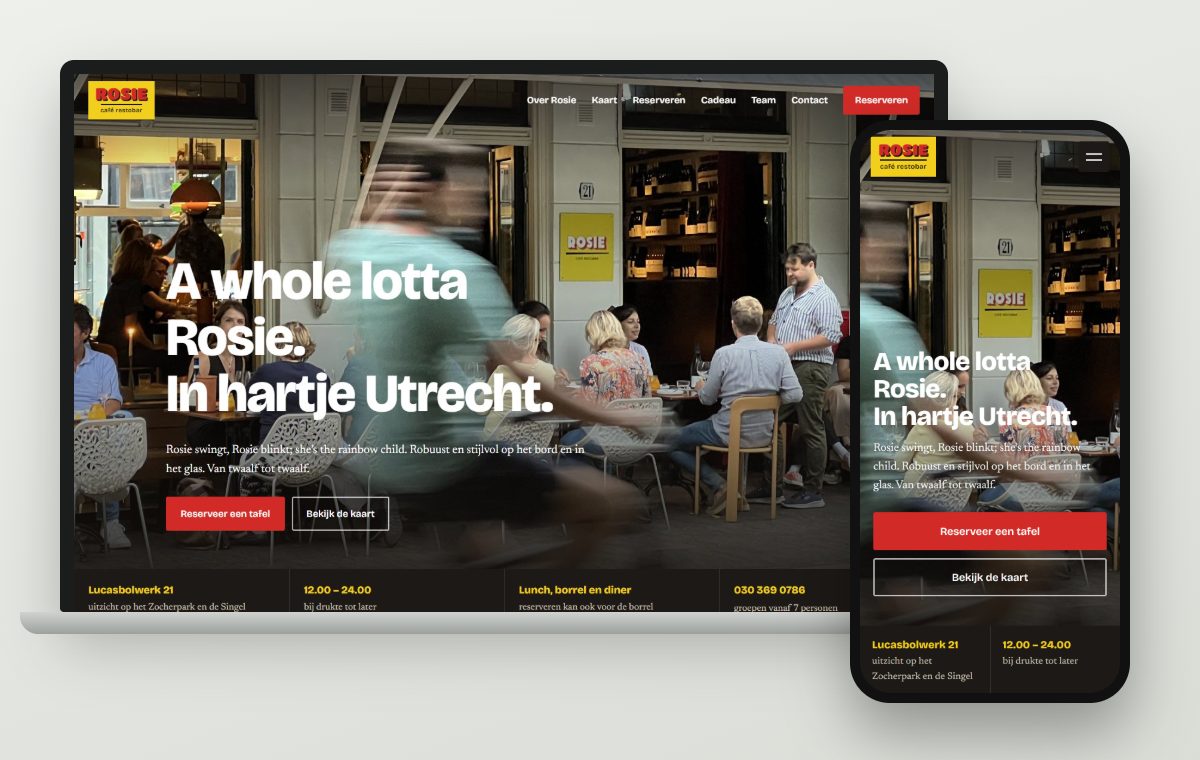 ROSIE
café restobar
Over Rosie Kaart Reserveren Cadeau Team Contact Reserveren
21
ROSIE
CAFÉ RESTOBAR
A whole lotta
Rosie.
In hartje Utrecht.
Rosie swingt, Rosie blinkt; she's the rainbow child. Robuust en stijlvol op het bord en in
het glas. Van twaalf tot twaalf.
Reserveer een tafel Bekijk de kaart
Lucasbolwerk 21 12.00 – 24.00 Lunch, borrel en diner 030 369 0786
uitzicht op het Zocherpark en de Singel bij drukte tot later reserveren kan ook voor de borrel groepen vanaf 7 personen
ROSIE
café restobar
21
ROSIE
CAFÉ RESTOBAR
A whole lotta
Rosie.
In hartje Utrecht.
Rosie swingt, Rosie blinkt; she's the rainbow
child. Robuust en stijlvol op het bord en in het
glas. Van twaalf tot twaalf.
Reserveer een tafel
Bekijk de kaart
Lucasbolwerk 21 12.00 – 24.00
uitzicht op het bij drukte tot later
Zocherpark en de Singel